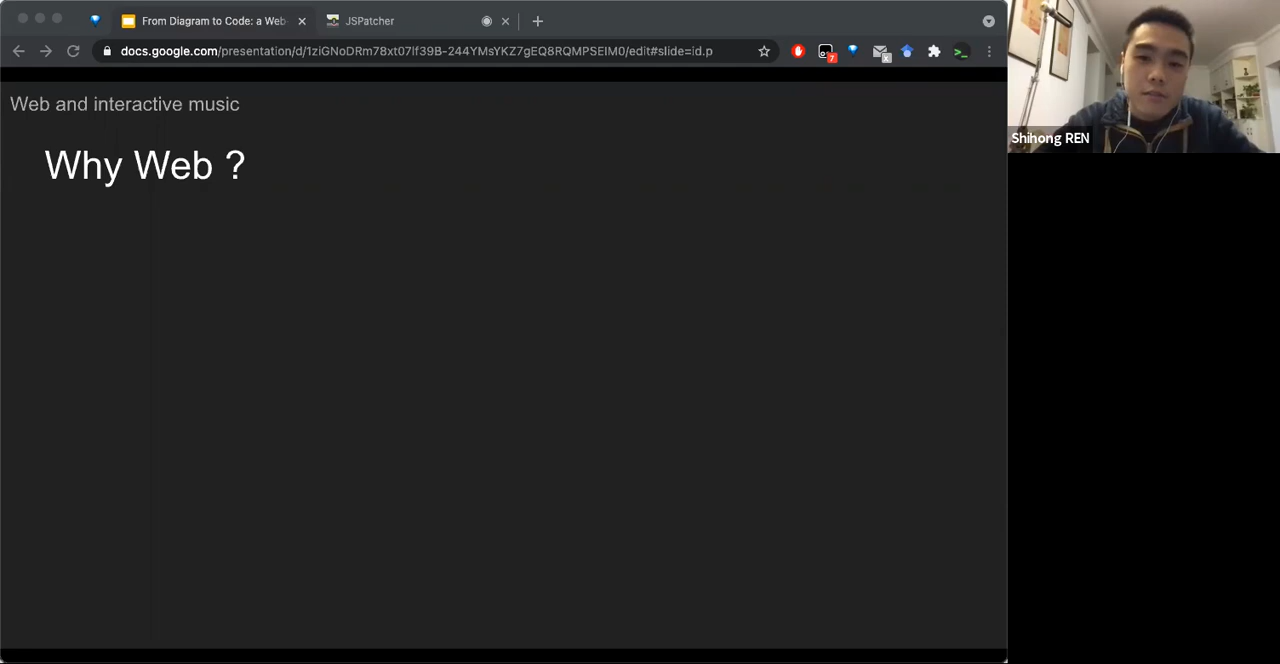 From Diagram to Code: a Web-
JSPatcher
docs.google.com/presentation/d/1ziGNoDRm78xt07lf39B-244YMsYKZ7gEQ8RQMPSEIM0/edit#slide=id.p
7
x
>_
Shihong REN
Web and interactive music
Why Web ?